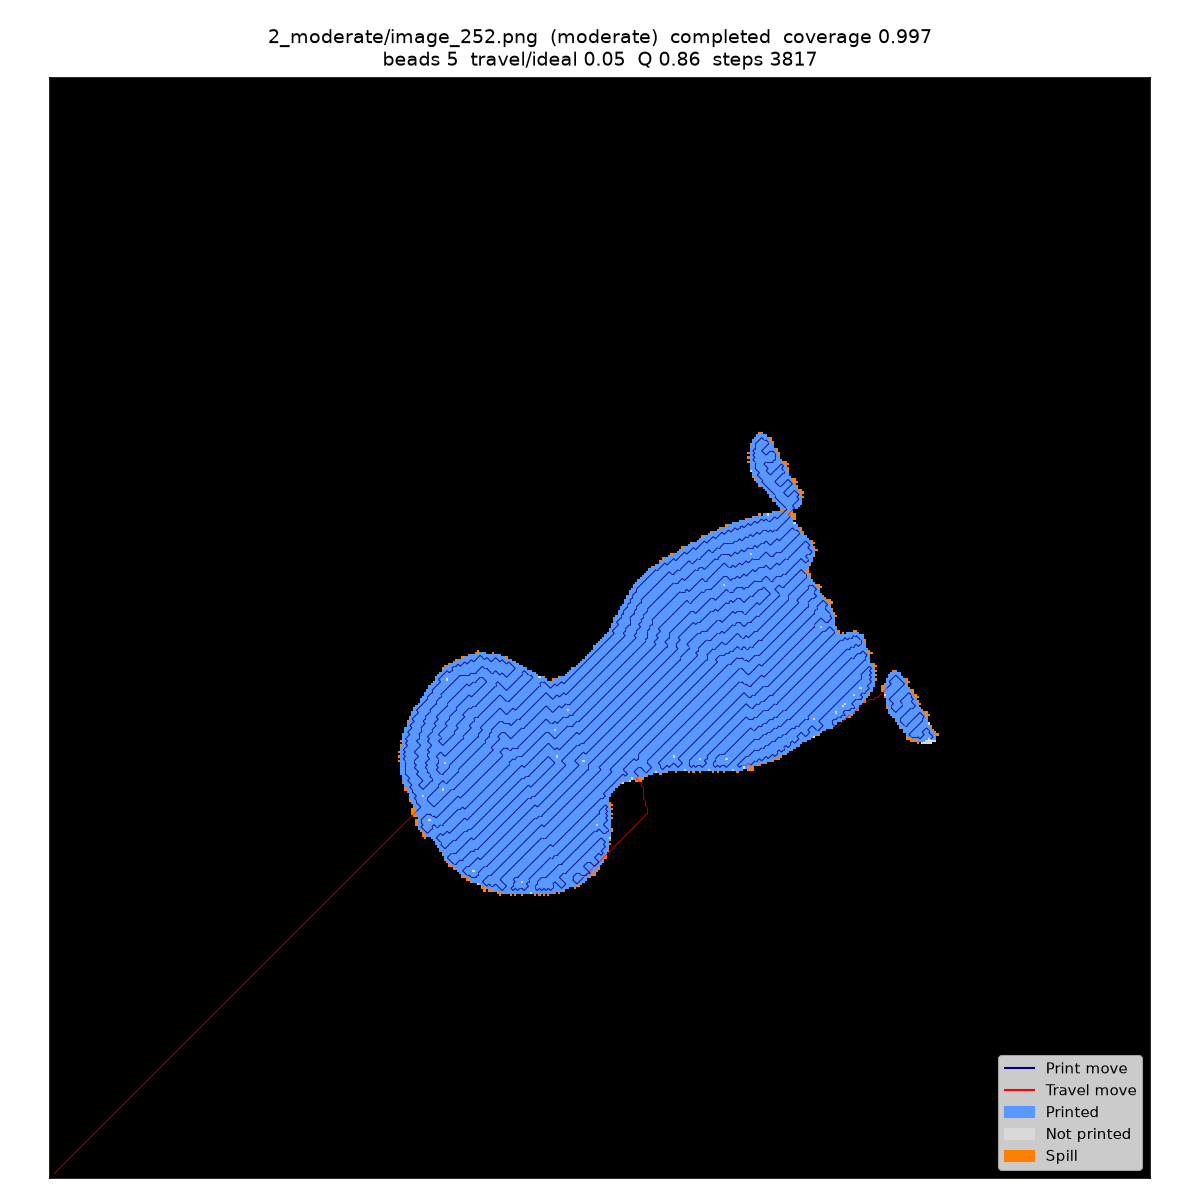 2_moderate/image_252.png  (moderate)  completed  coverage 0.997
beads 5  travel/ideal 0.05  Q 0.86  steps 3817
Print move
Travel move
Printed
Not printed
Spill